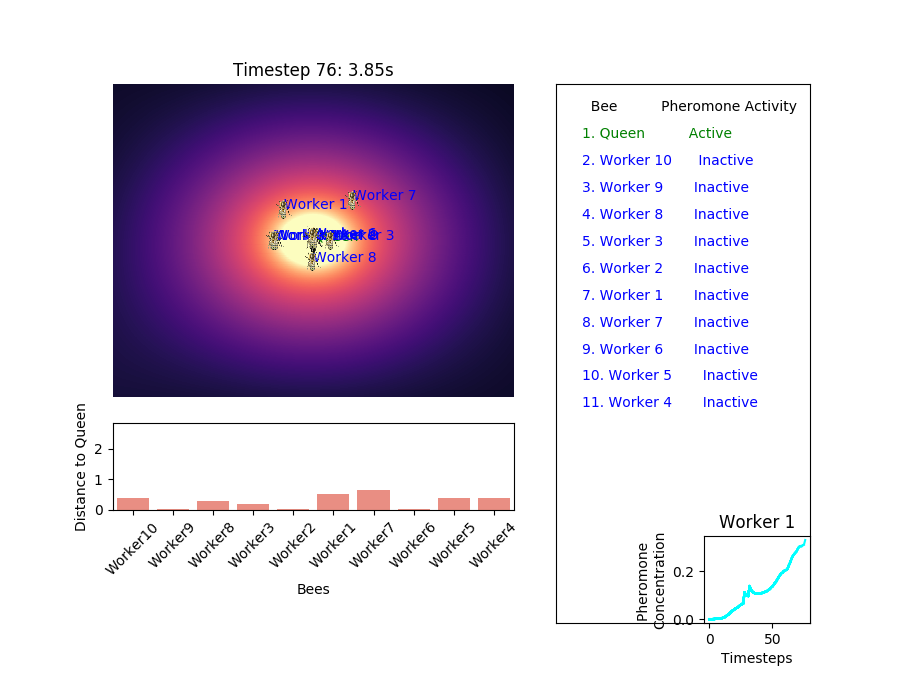 Timestep 76: 3.85s
Worker 7
Worker 1
Worker 3
Worker 8
Distance to Queen
2
1
0
Worker10
Worker9
Worker8
Worker3
Worker2
Worker1
Worker7
Worker6
Worker5
Worker4
Bees
Bee Pheromone Activity
1. Queen Active
2. Worker 10 Inactive
3. Worker 9 Inactive
4. Worker 8 Inactive
5. Worker 3 Inactive
6. Worker 2 Inactive
7. Worker 1 Inactive
8. Worker 7 Inactive
9. Worker 6 Inactive
10. Worker 5 Inactive
11. Worker 4 Inactive
Worker 1
Pheromone
Concentration
0.2
0.0
0 50
Timesteps